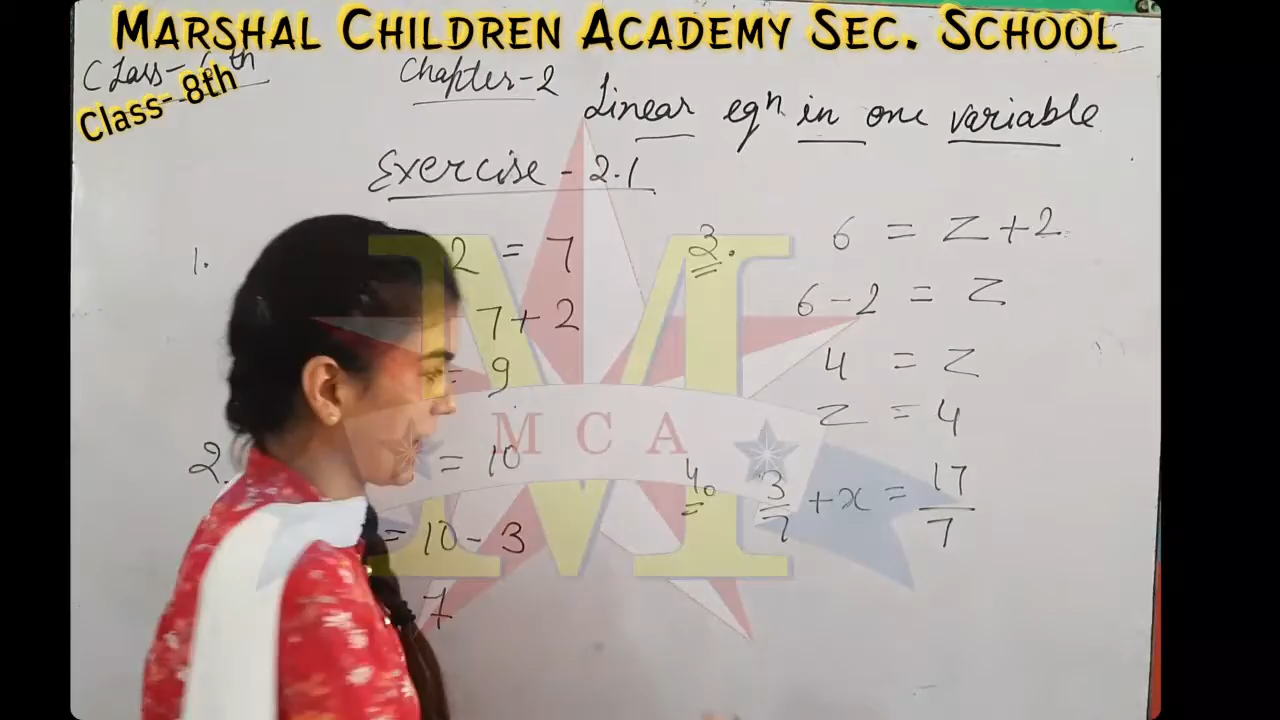 MARSHAL CHILDREN ACADEMY SEC. SCHOOL
Class- 8th
Class- th
Chapter-2
Linear eqⁿ in one variable
Exercise - 2.1
1. 2 = 7
7 + 2
= 9
2. = 10
= 10 - 3
7
3. 6 = z + 2
6 - 2 = z
4 = z
z = 4
4. 3/7 + x = 17/7
M C A